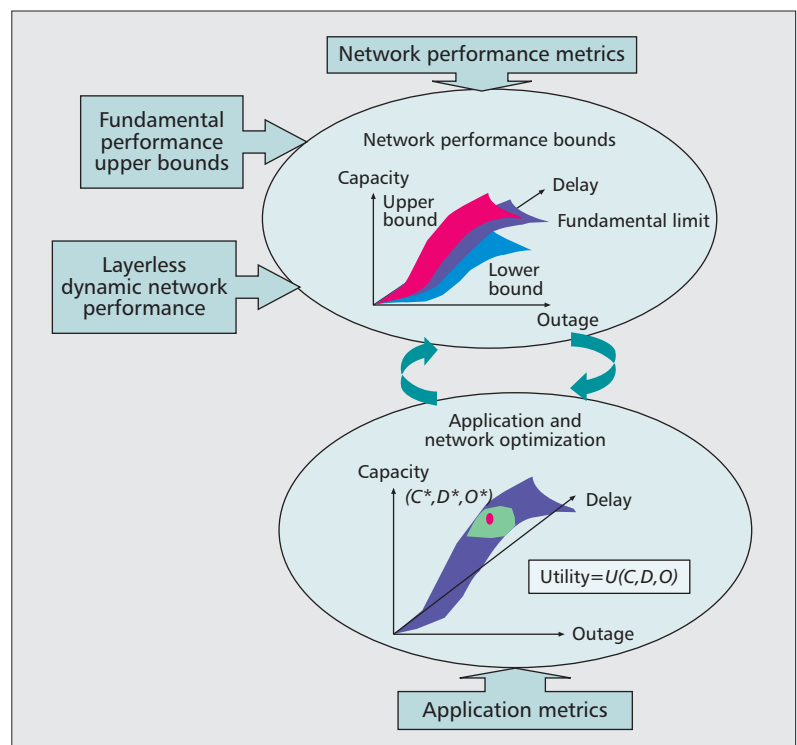 Network performance metrics
Fundamental
performance
upper bounds
Network performance bounds
Capacity
Upper
bound
Delay
Fundamental limit
Layerless
dynamic network
performance
Lower
bound
Outage
Application and
network optimization
Capacity
(C*,D*,O*)
Delay
Utility=U(C,D,O)
Outage
Application metrics